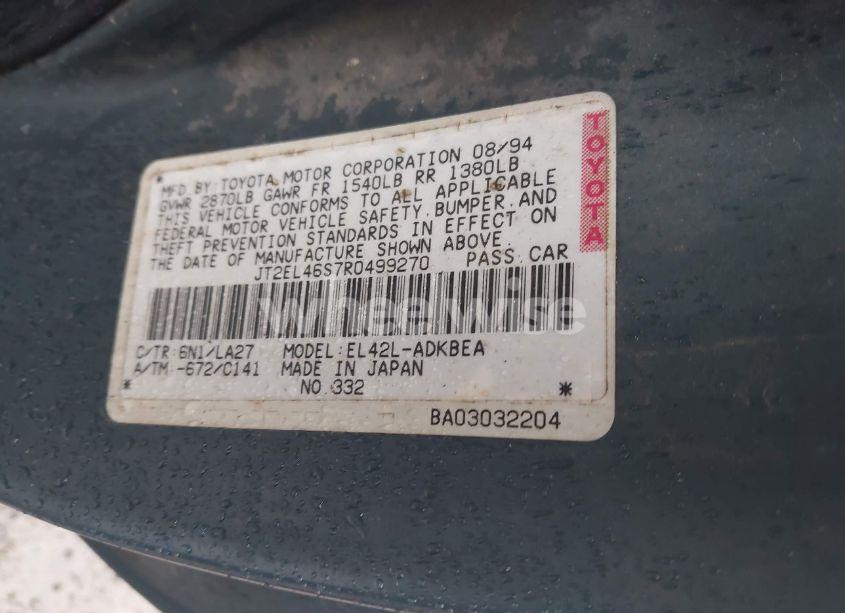 MFD. BY: TOYOTA MOTOR CORPORATION 08/94
GVWR 2870LB GAWR FR 1540LB RR 1380LB
THIS VEHICLE CONFORMS TO ALL APPLICABLE
FEDERAL MOTOR VEHICLE SAFETY, BUMPER, AND
THEFT PREVENTION STANDARDS IN EFFECT ON
THE DATE OF MANUFACTURE SHOWN ABOVE.
JT2EL46S7R0499270 PASS. CAR
C/TR: 6N1/LA27 MODEL: EL42L-ADKBEA
A/TM: -672/C141 MADE IN JAPAN
* NO. 332 *
BA03032204
TOYOTA
Wheelwise